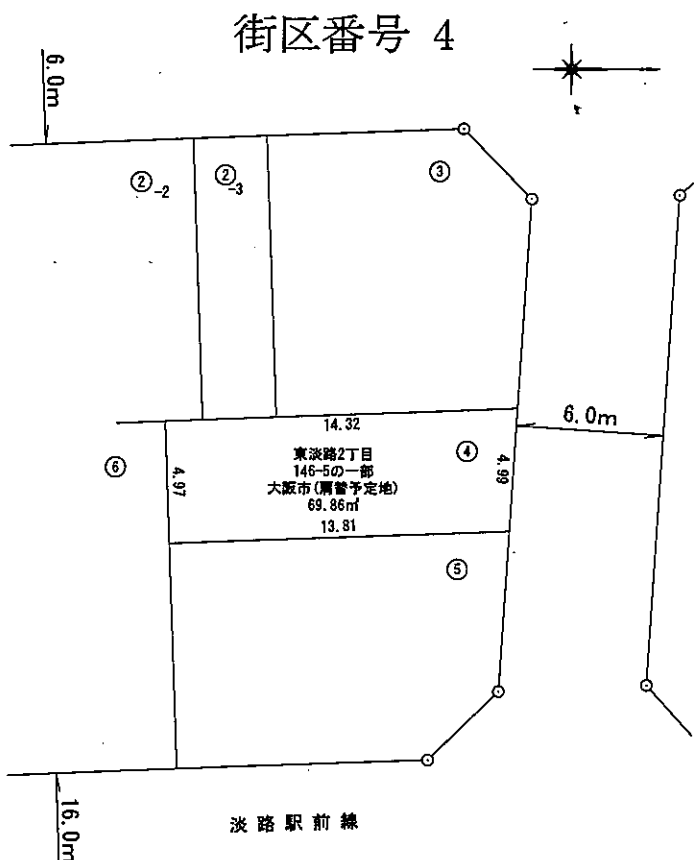 街区番号 4
6.0m
②-2
②-3
③
14.32
6.0m
東淡路2丁目
146-5の一部
大阪市(肩替予定地)
69.86㎡
13.81
④
4.97
4.99
⑥
⑤
16.0m
淡路駅前線